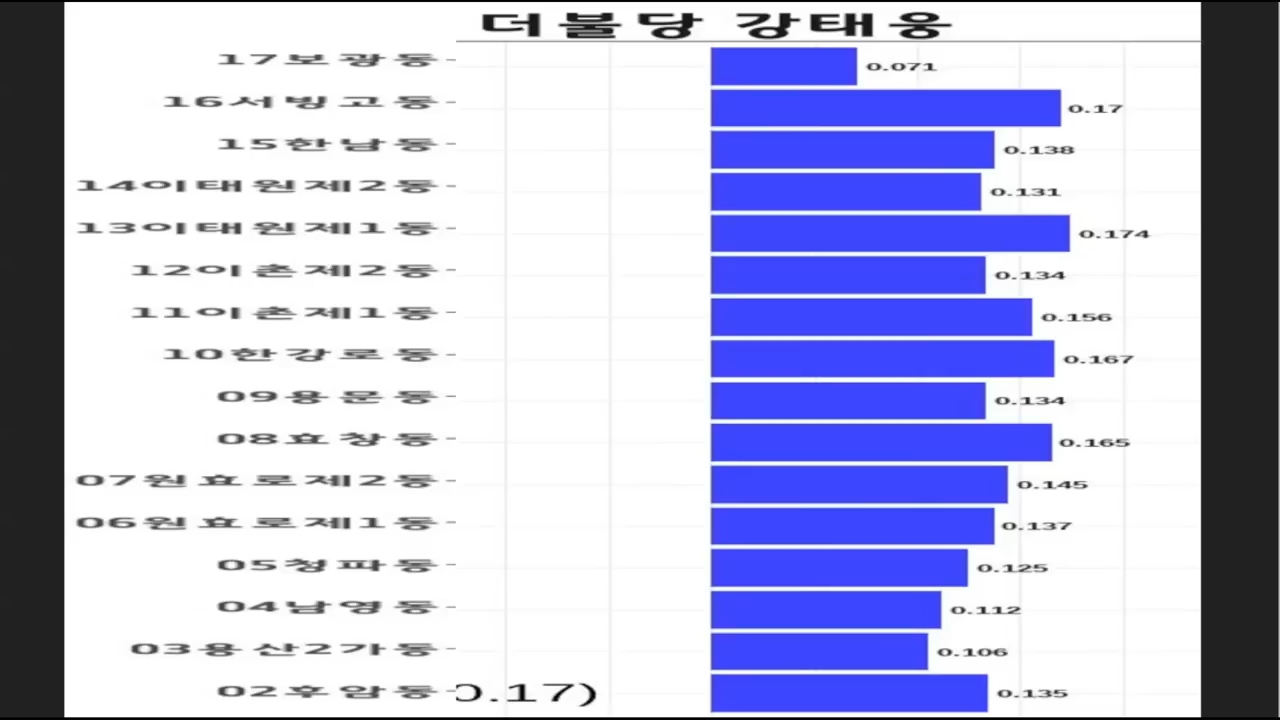 더불당 강태웅
17보광동 0.071
16서빙고동 0.17
15한남동 0.138
14이태원제2동 0.131
13이태원제1동 0.174
12이촌제2동 0.134
11이촌제1동 0.156
10한강로동 0.167
09용문동 0.134
08효창동 0.165
07원효로제2동 0.145
06원효로제1동 0.137
05청파동 0.125
04남영동 0.112
03용산2가동 0.106
02후암동 0.17) 0.135